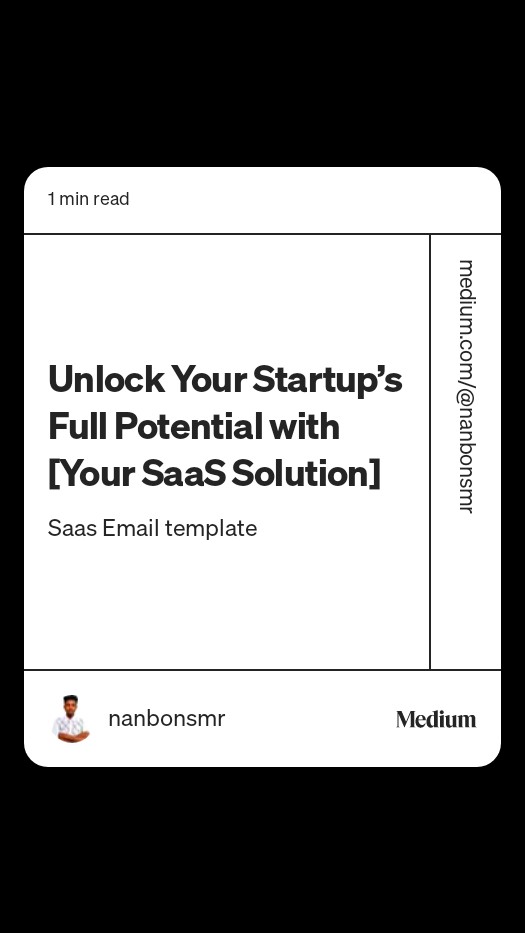 1 min read
medium.com/@nanbonsmr
Unlock Your Startup’s
Full Potential with
[Your SaaS Solution]
Saas Email template
nanbonsmr
Medium